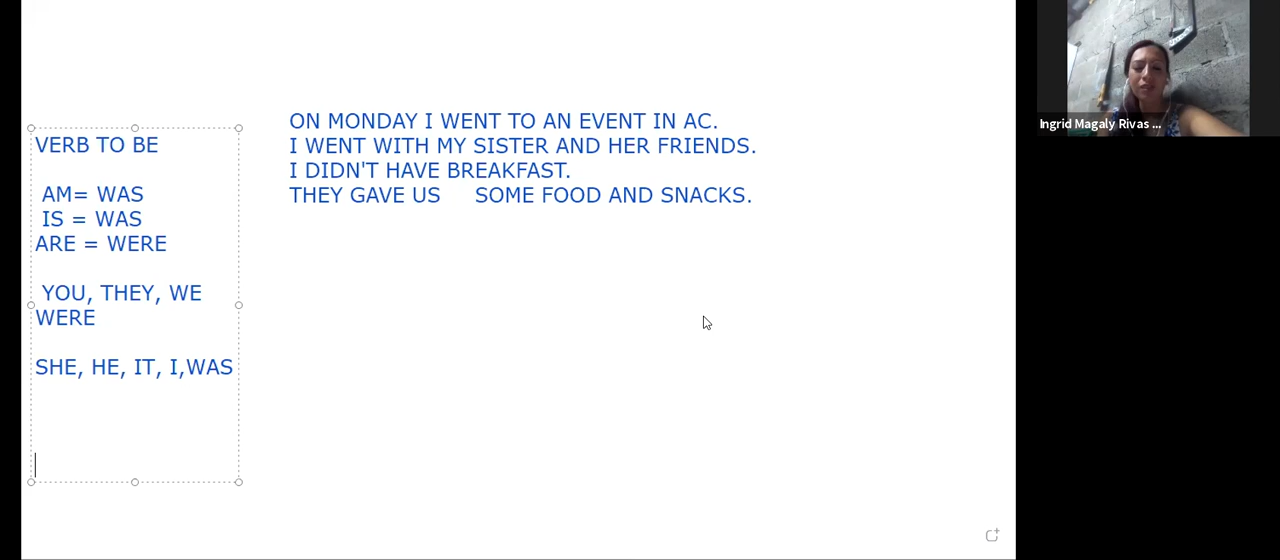 VERB TO BE
AM= WAS
IS = WAS
ARE = WERE
YOU, THEY, WE
WERE
SHE, HE, IT, I,WAS
ON MONDAY I WENT TO AN EVENT IN AC.
I WENT WITH MY SISTER AND HER FRIENDS.
I DIDN'T HAVE BREAKFAST.
THEY GAVE US SOME FOOD AND SNACKS.
Ingrid Magaly Rivas ...